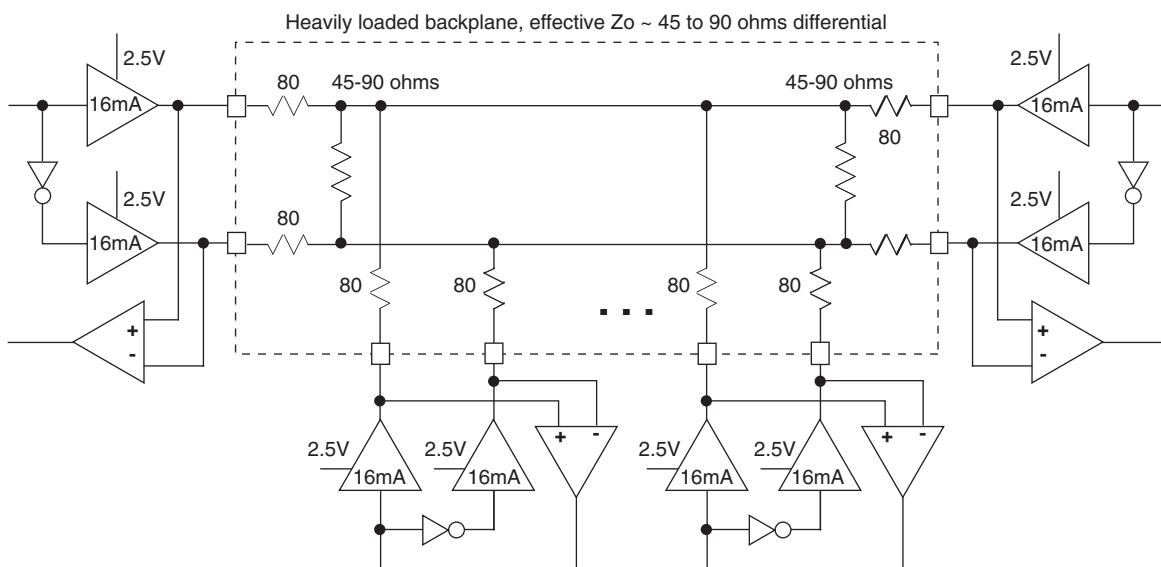 Heavily loaded backplane, effective Zo ~ 45 to 90 ohms differential
2.5V
2.5V
80
45-90 ohms
45-90 ohms
16mA
16mA
80
2.5V
2.5V
80
16mA
16mA
80
80
80
80
+
-
. . .
+
-
+
-
+
-
2.5V
2.5V
2.5V
2.5V
16mA
16mA
16mA
16mA